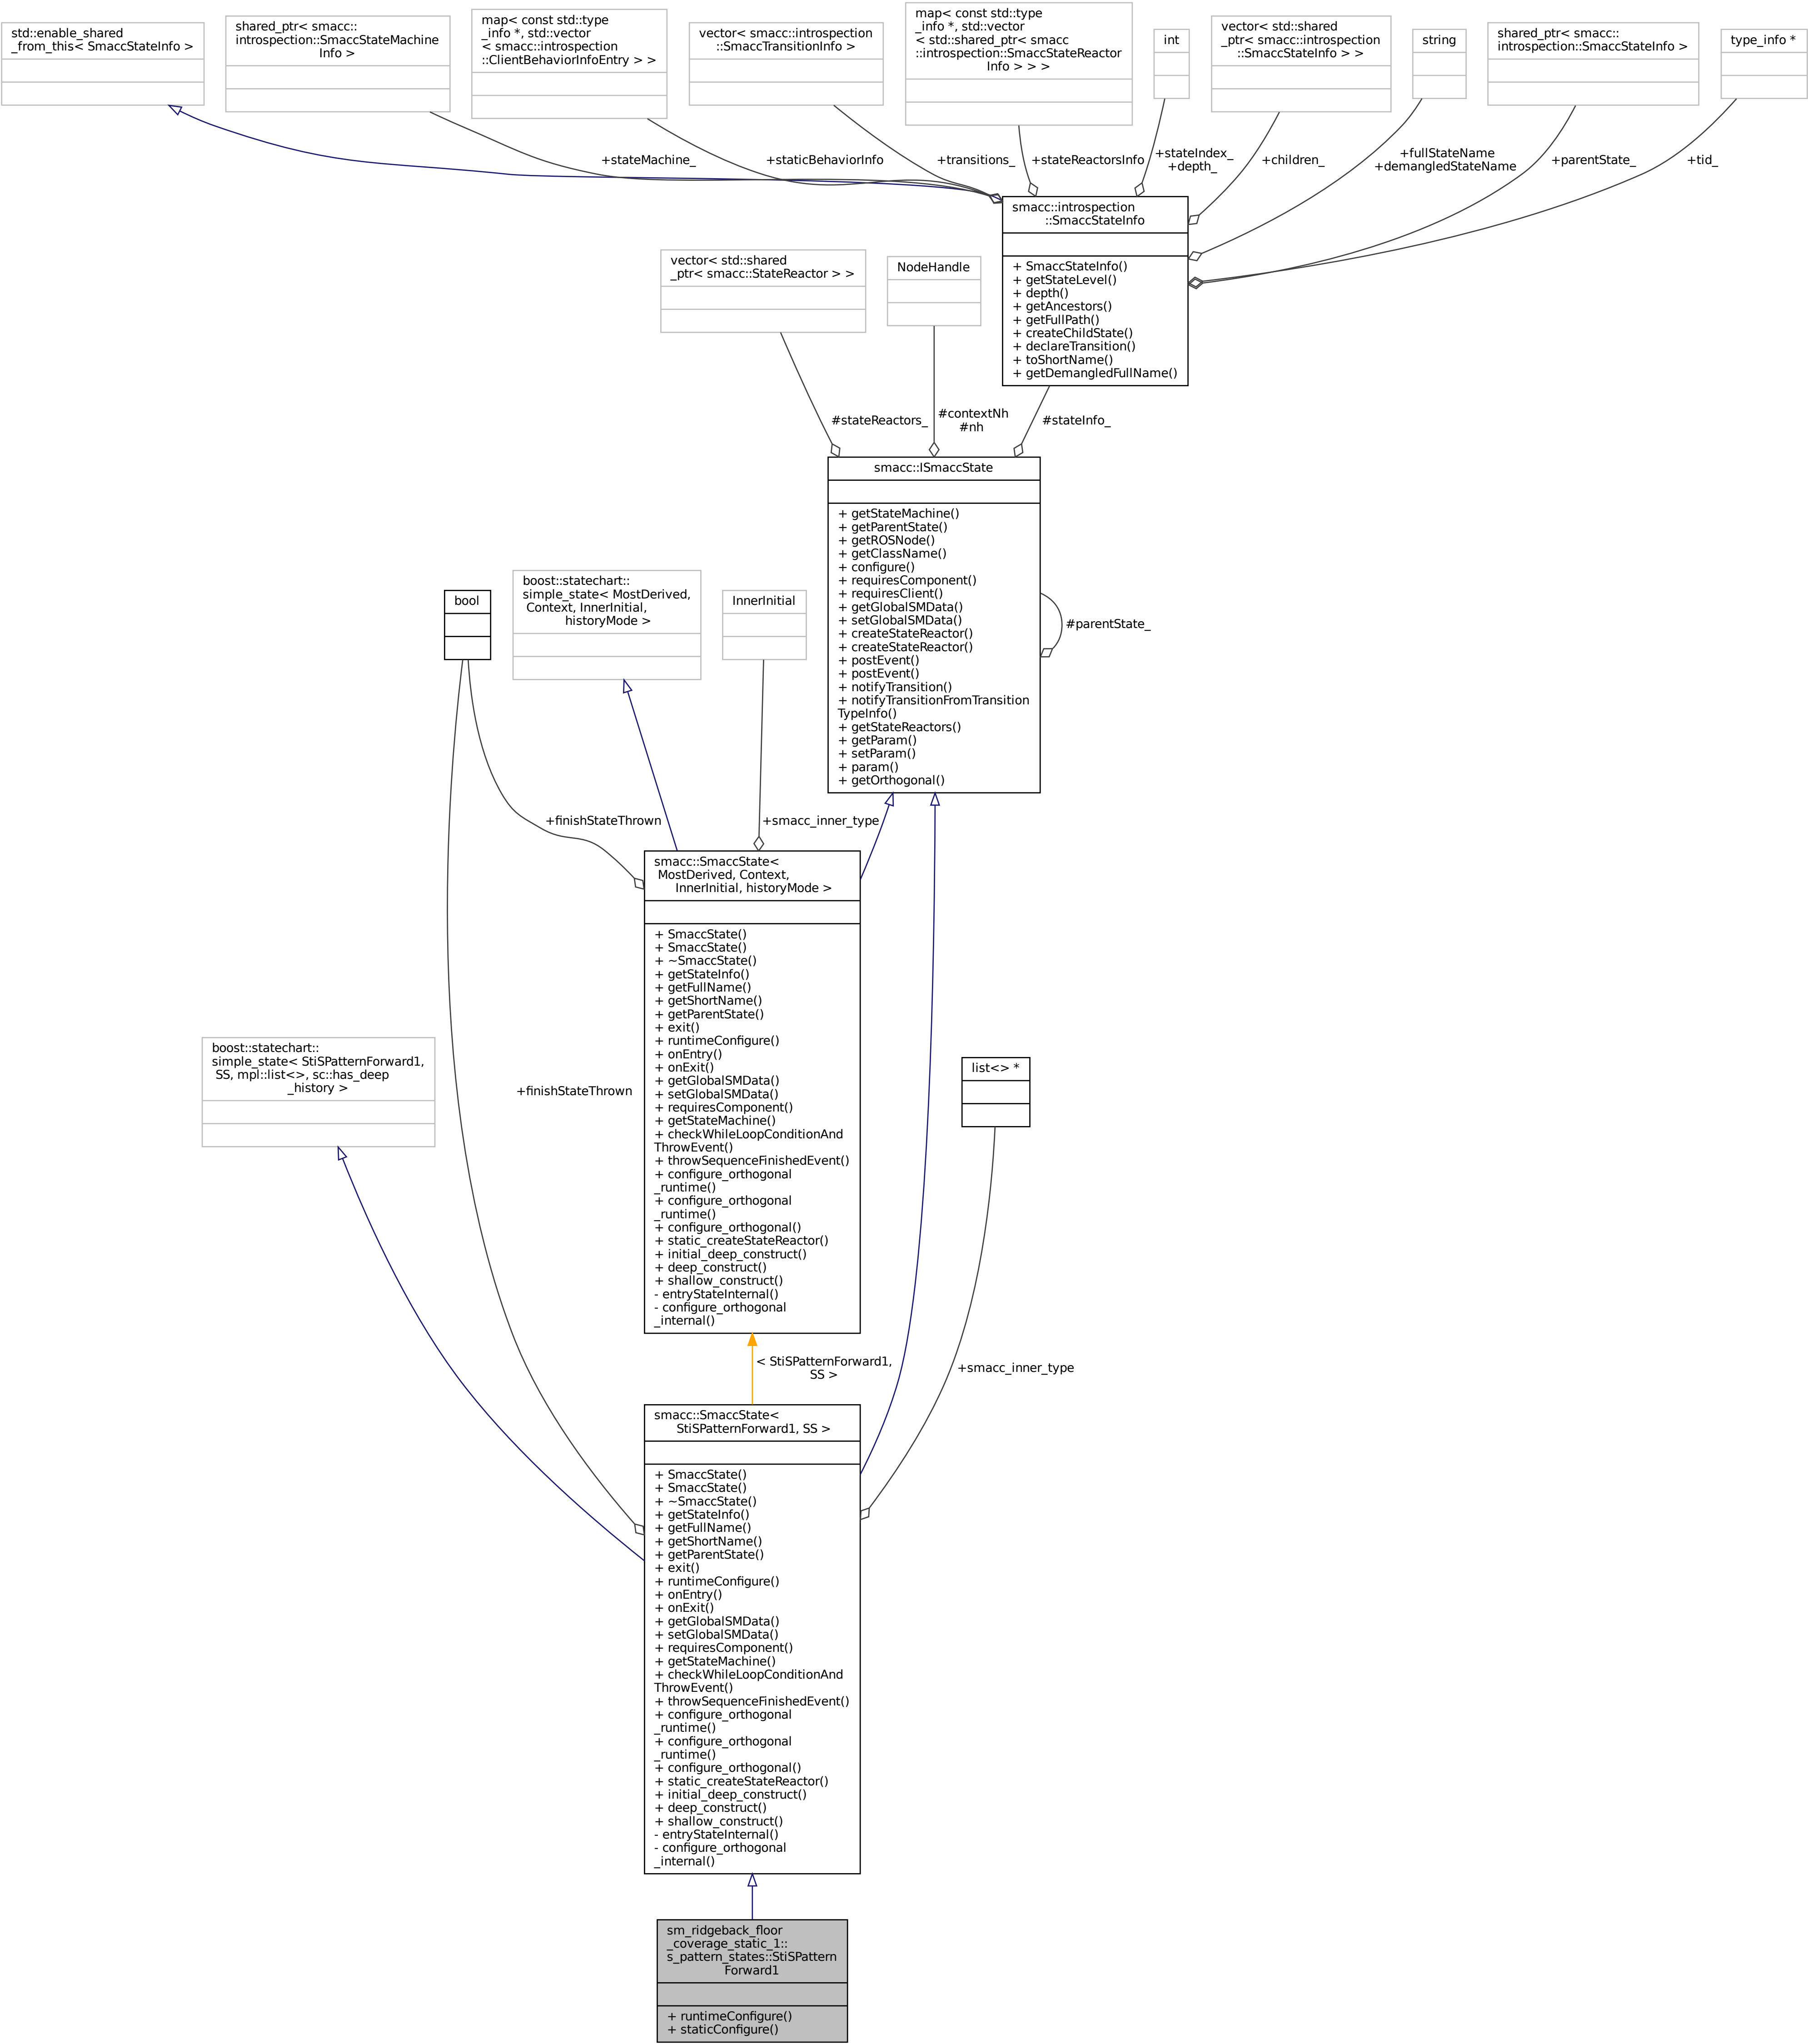 std::enable_shared
_from_this< SmaccStateInfo >
shared_ptr< smacc::
introspection::SmaccStateMachine
Info >
map< const std::type
_info *, std::vector
< smacc::introspection
::ClientBehaviorInfoEntry > >
vector< smacc::introspection
::SmaccTransitionInfo >
map< const std::type
_info *, std::vector
< std::shared_ptr< smacc
::introspection::SmaccStateReactor
Info > > >
int
vector< std::shared
_ptr< smacc::introspection
::SmaccStateInfo > >
string
shared_ptr< smacc::
introspection::SmaccStateInfo >
type_info *
+stateMachine_
+staticBehaviorInfo
+transitions_
+stateReactorsInfo
+stateIndex_
+depth_
+children_
+fullStateName
+demangledStateName
+parentState_
+tid_
smacc::introspection
::SmaccStateInfo
+ SmaccStateInfo()
+ getStateLevel()
+ depth()
+ getAncestors()
+ getFullPath()
+ createChildState()
+ declareTransition()
+ toShortName()
+ getDemangledFullName()
vector< std::shared
_ptr< smacc::StateReactor > >
NodeHandle
#stateReactors_
#contextNh
#nh
#stateInfo_
smacc::ISmaccState
+ getStateMachine()
+ getParentState()
+ getROSNode()
+ getClassName()
+ configure()
+ requiresComponent()
+ requiresClient()
+ getGlobalSMData()
+ setGlobalSMData()
+ createStateReactor()
+ createStateReactor()
+ postEvent()
+ postEvent()
+ notifyTransition()
+ notifyTransitionFromTransition
TypeInfo()
+ getStateReactors()
+ getParam()
+ setParam()
+ param()
+ getOrthogonal()
#parentState_
bool
boost::statechart::
simple_state< MostDerived,
Context, InnerInitial,
historyMode >
InnerInitial
+finishStateThrown
+smacc_inner_type
smacc::SmaccState<
MostDerived, Context,
InnerInitial, historyMode >
+ SmaccState()
+ SmaccState()
+ ~SmaccState()
+ getStateInfo()
+ getFullName()
+ getShortName()
+ getParentState()
+ exit()
+ runtimeConfigure()
+ onEntry()
+ onExit()
+ getGlobalSMData()
+ setGlobalSMData()
+ requiresComponent()
+ getStateMachine()
+ checkWhileLoopConditionAnd
ThrowEvent()
+ throwSequenceFinishedEvent()
+ configure_orthogonal
_runtime()
+ configure_orthogonal
_runtime()
+ configure_orthogonal()
+ static_createStateReactor()
+ initial_deep_construct()
+ deep_construct()
+ shallow_construct()
- entryStateInternal()
- configure_orthogonal
_internal()
boost::statechart::
simple_state< StiSPatternForward1,
SS, mpl::list<>, sc::has_deep
_history >
+finishStateThrown
list<> *
< StiSPatternForward1,
SS >
+smacc_inner_type
smacc::SmaccState<
StiSPatternForward1, SS >
+ SmaccState()
+ SmaccState()
+ ~SmaccState()
+ getStateInfo()
+ getFullName()
+ getShortName()
+ getParentState()
+ exit()
+ runtimeConfigure()
+ onEntry()
+ onExit()
+ getGlobalSMData()
+ setGlobalSMData()
+ requiresComponent()
+ getStateMachine()
+ checkWhileLoopConditionAnd
ThrowEvent()
+ throwSequenceFinishedEvent()
+ configure_orthogonal
_runtime()
+ configure_orthogonal
_runtime()
+ configure_orthogonal()
+ static_createStateReactor()
+ initial_deep_construct()
+ deep_construct()
+ shallow_construct()
- entryStateInternal()
- configure_orthogonal
_internal()
sm_ridgeback_floor
_coverage_static_1::
s_pattern_states::StiSPattern
Forward1
+ runtimeConfigure()
+ staticConfigure()